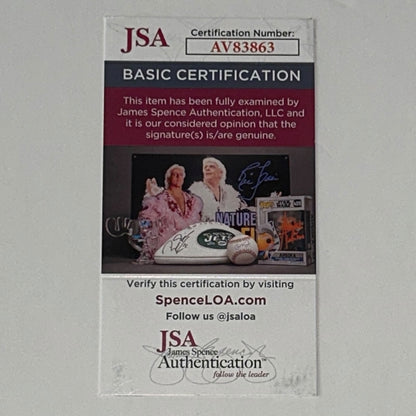 JSA
Certification Number:
AV83863
BASIC CERTIFICATION
This item has been fully examined by
James Spence Authentication, LLC and
it is our considered opinion that the
signature(s) is/are genuine.
NATURE
JETS
Verify this certification by visiting
SpenceLOA.com
Follow us @jsaloa
JSA
James Spence
Authentication
follow the leader